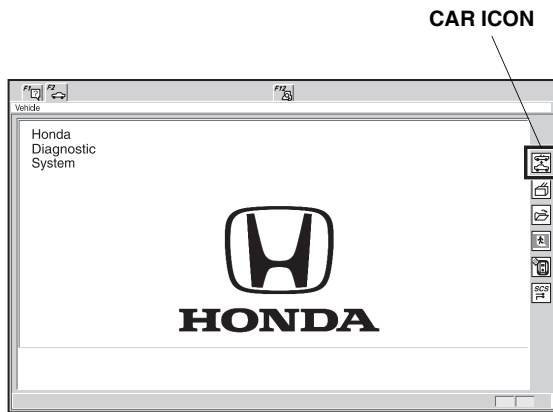 CAR ICON
F1 F2 F12
Vehicle
Honda
Diagnostic
System
HONDA
SCS